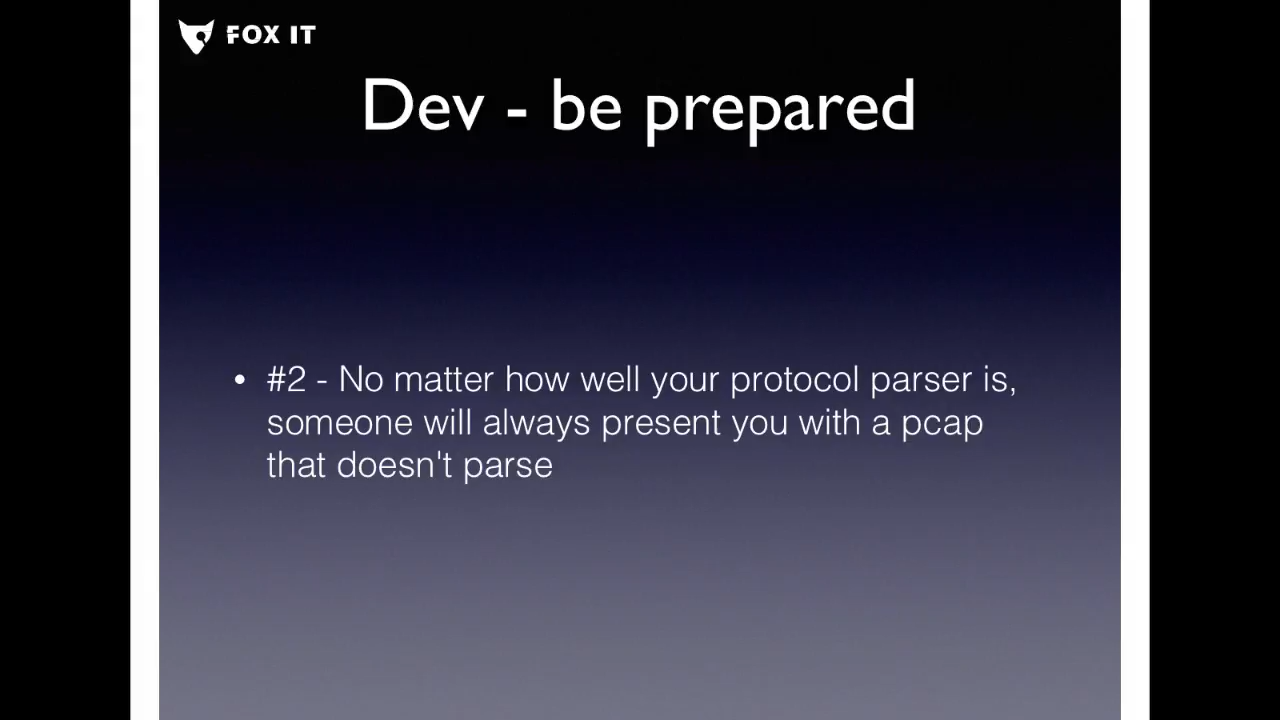 FOX IT
Dev - be prepared
• #2 - No matter how well your protocol parser is,
someone will always present you with a pcap
that doesn't parse